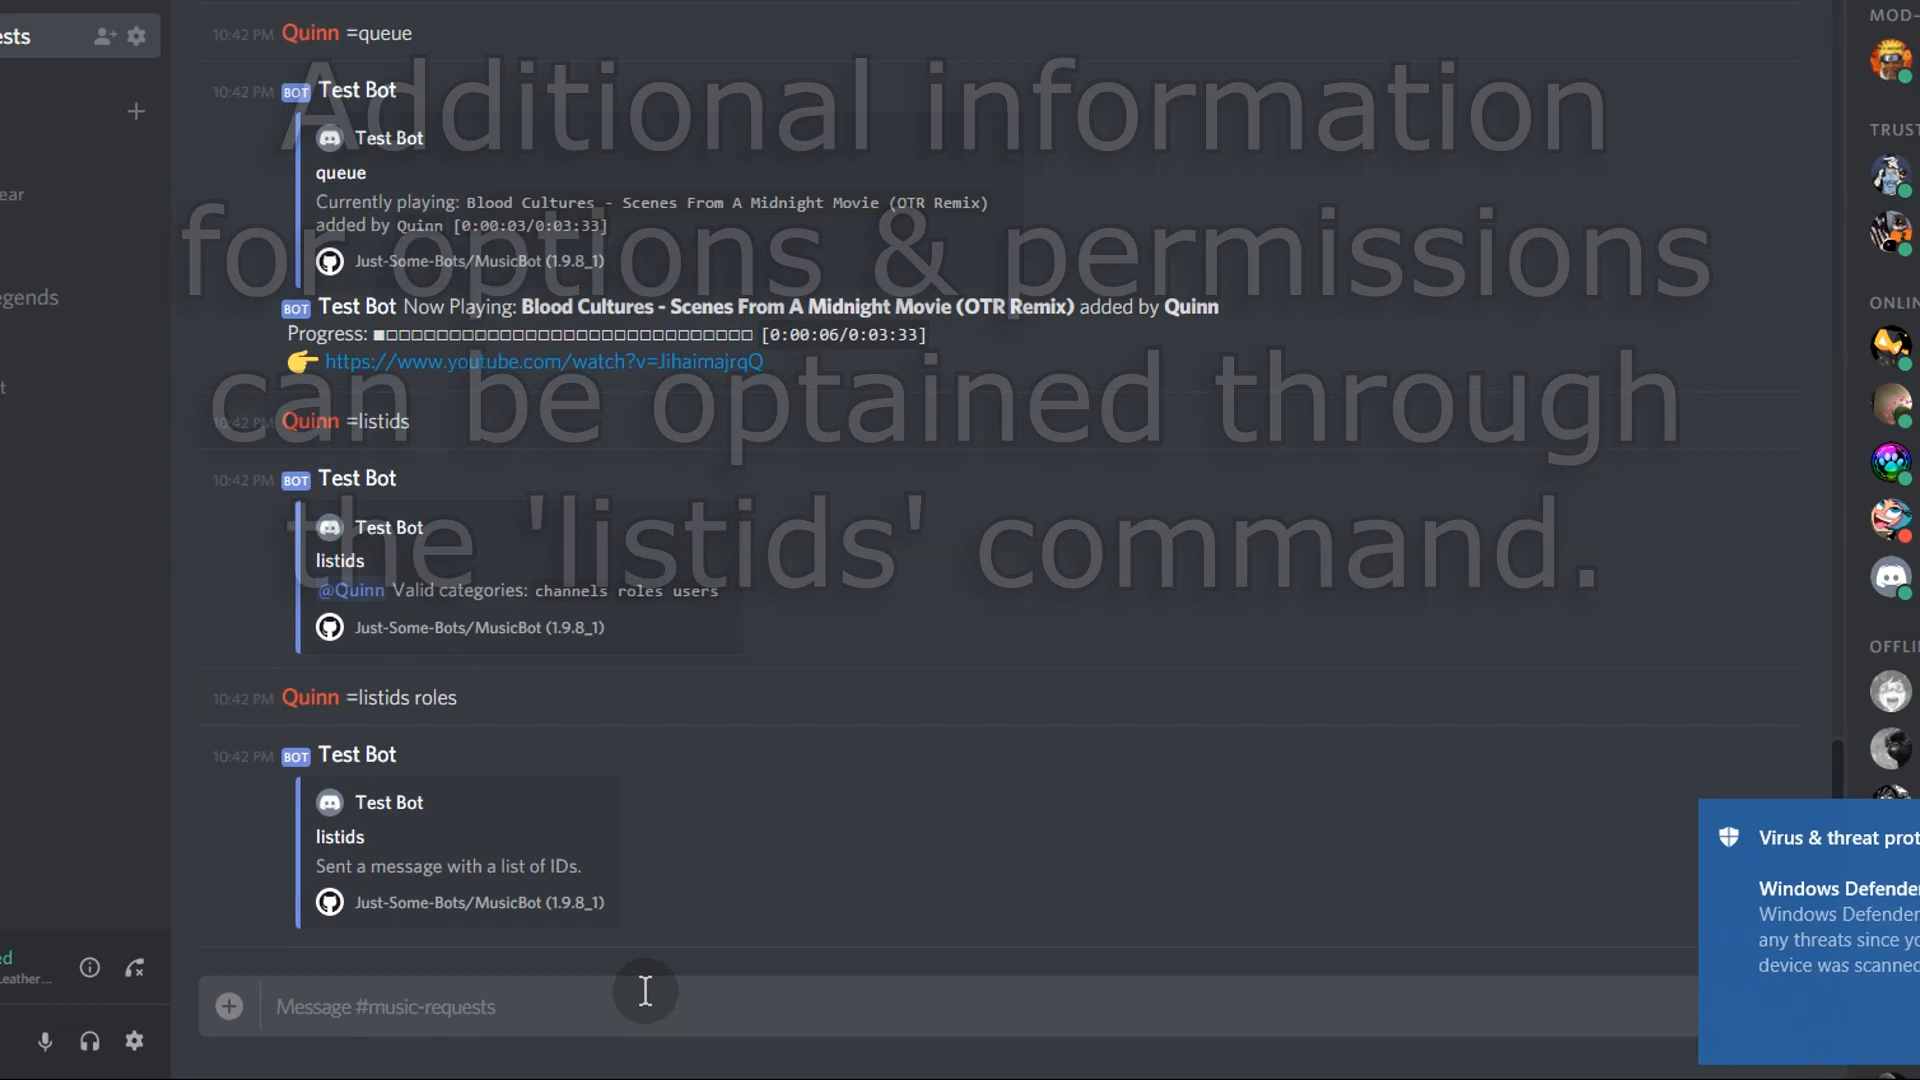 ests
ear
egends
t
ed
eather...
10:42 PM Quinn =queue
10:42 PM BOT Test Bot
Test Bot
queue
Currently playing: Blood Cultures - Scenes From A Midnight Movie (OTR Remix)
added by Quinn [0:00:03/0:03:33]
Just-Some-Bots/MusicBot (1.9.8_1)
BOT Test Bot Now Playing: Blood Cultures - Scenes From A Midnight Movie (OTR Remix) added by Quinn
Progress: ■□□□□□□□□□□□□□□□□□□□□□□□□□□□□□ [0:00:06/0:03:33]
👉 https://www.youtube.com/watch?v=JihaimajrqQ
10:42 PM Quinn =listids
10:42 PM BOT Test Bot
Test Bot
listids
@Quinn Valid categories: channels roles users
Just-Some-Bots/MusicBot (1.9.8_1)
10:42 PM Quinn =listids roles
10:42 PM BOT Test Bot
Test Bot
listids
Sent a message with a list of IDs.
Just-Some-Bots/MusicBot (1.9.8_1)
Message #music-requests
Additional information
for options & permissions
can be optained through
the 'listids' command.
MOD-
TRUST
ONLIN
OFFLI
Virus & threat prot
Windows Defender
Windows Defender
any threats since yo
device was scanned